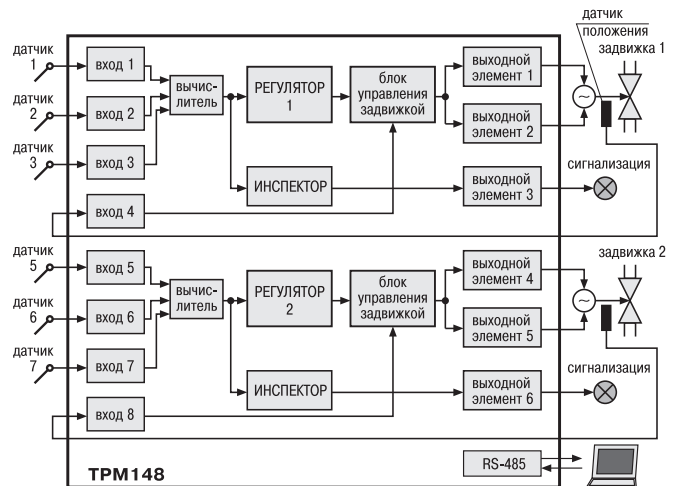 датчик
положения
задвижка 1
датчик
1
вход 1
датчик
2
вход 2
датчик
3
вход 3
вычис-
литель
РЕГУЛЯТОР
1
блок
управления
задвижкой
выходной
элемент 1
выходной
элемент 2
~
ИНСПЕКТОР
выходной
элемент 3
сигнализация
вход 4
датчик
5
вход 5
датчик
6
вход 6
датчик
7
вход 7
вычис-
литель
РЕГУЛЯТОР
2
блок
управления
задвижкой
выходной
элемент 4
выходной
элемент 5
~
задвижка 2
ИНСПЕКТОР
выходной
элемент 6
сигнализация
вход 8
ТРМ148
RS-485